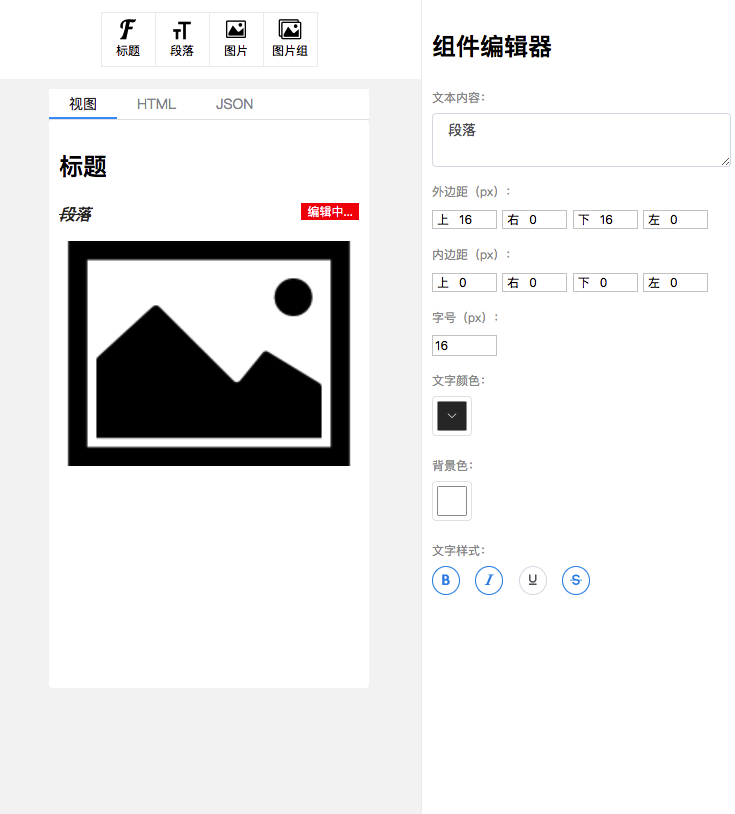 标题 段落 图片 图片组
视图 HTML JSON
标题
段落 编辑中...
组件编辑器
文本内容：
段落
外边距（px）：
上 16 右 0 下 16 左 0
内边距（px）：
上 0 右 0 下 0 左 0
字号（px）：
16
文字颜色：
背景色：
文字样式：
B I U S